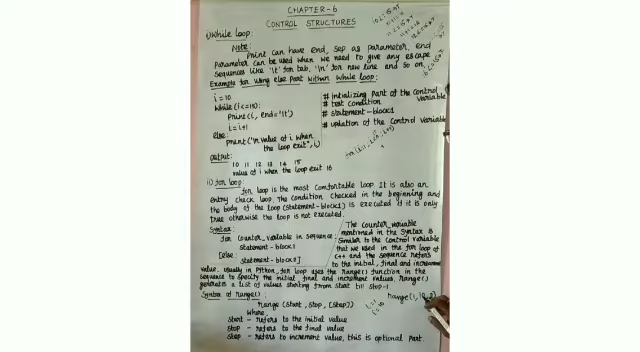 CHAPTER-6
CONTROL STRUCTURES
i) While loop:
Note:
Print can have end, sep as parameter, end
Parameter can be used when we need to give any escape
sequences like '\t' for tab, '\n' for new line and so on.
Example for Using else Part Within While loop:
i = 10 # intializing Part of the Control Variable
While (i<=15): # test Condition
Print (i, end='\t') # statement-block1
i = i+1 # updation of the Control Variable
else:
print("\n value of i when
the loop exit", i)
Output:
10 11 12 13 14 15
value of i when the loop exit 16
ii) for loop:
for loop is the most Comfortable loop. It is also an
entry check loop. The Condition Checked in the beginning and
the body of the loop (Statement-block1) is executed if it is only
true otherwise the loop is not executed.
Syntax:
for counter_variable in sequence:
Statement-block1
[else:
Statement-block2]
The counter_variable
mentioned in the Syntax is
Similar to the Control variable
that we used in the for loop of
C++ and the sequence refers
to the initial, final and increment
value. Usually in Python, for loop uses the range() function in the
sequence to specify the initial, final and increment values. range()
generates a list of values starting from start till stop-1
Syntax of range()
range (start, stop, [step])
Where,
start - refers to the initial value
stop - refers to the final value
step - refers to increment value, this is optional part.
i=1
i=10